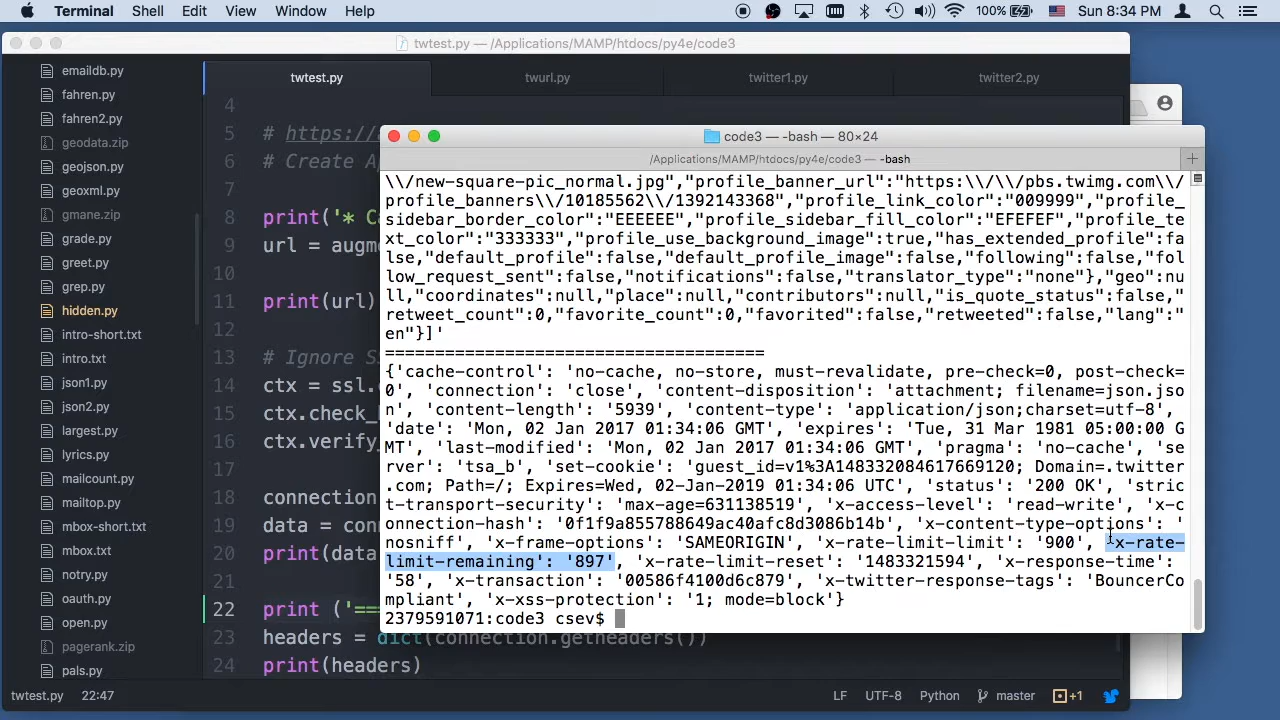 Terminal Shell Edit View Window Help 100% Sun 8:34 PM
twtest.py — /Applications/MAMP/htdocs/py4e/code3
emaildb.py
fahren.py
fahren2.py
geodata.zip
geojson.py
geoxml.py
gmane.zip
grade.py
greet.py
grep.py
hidden.py
intro-short.txt
intro.txt
json1.py
json2.py
largest.py
lyrics.py
mailcount.py
mailtop.py
mbox-short.txt
mbox.txt
notry.py
oauth.py
open.py
pagerank.zip
pals.py
twtest.py twurl.py twitter1.py twitter2.py
4
5 # https://
6 # Create A
7
8 print('* C
9 url = augm
10
11 print(url)
12
13 # Ignore S
14 ctx = ssl.
15 ctx.check_
16 ctx.verify
17
18 connection
19 data = con
20 print(data
21
22 print ('==
23 headers = dict(connection.getheaders())
24 print(headers)
code3 — -bash — 80×24
/Applications/MAMP/htdocs/py4e/code3 — -bash +
\\/new-square-pic_normal.jpg","profile_banner_url":"https:\\/\\/pbs.twimg.com\\/
profile_banners\\/10185562\\/1392143368","profile_link_color":"009999","profile_
sidebar_border_color":"EEEEEE","profile_sidebar_fill_color":"EFEFEF","profile_te
xt_color":"333333","profile_use_background_image":true,"has_extended_profile":fa
lse,"default_profile":false,"default_profile_image":false,"following":false,"fol
low_request_sent":false,"notifications":false,"translator_type":"none"},"geo":nu
ll,"coordinates":null,"place":null,"contributors":null,"is_quote_status":false,"
retweet_count":0,"favorite_count":0,"favorited":false,"retweeted":false,"lang":"
en"}]'
======================================
{'cache-control': 'no-cache, no-store, must-revalidate, pre-check=0, post-check=
0', 'connection': 'close', 'content-disposition': 'attachment; filename=json.jso
n', 'content-length': '5939', 'content-type': 'application/json;charset=utf-8',
'date': 'Mon, 02 Jan 2017 01:34:06 GMT', 'expires': 'Tue, 31 Mar 1981 05:00:00 G
MT', 'last-modified': 'Mon, 02 Jan 2017 01:34:06 GMT', 'pragma': 'no-cache', 'se
rver': 'tsa_b', 'set-cookie': 'guest_id=v1%3A148332084617669120; Domain=.twitter
.com; Path=/; Expires=Wed, 02-Jan-2019 01:34:06 UTC', 'status': '200 OK', 'stric
t-transport-security': 'max-age=631138519', 'x-access-level': 'read-write', 'x-c
onnection-hash': '0f1f9a855788649ac40afc8d3086b14b', 'x-content-type-options': '
nosniff', 'x-frame-options': 'SAMEORIGIN', 'x-rate-limit-limit': '900', 'x-rate-
limit-remaining': '897', 'x-rate-limit-reset': '1483321594', 'x-response-time':
'58', 'x-transaction': '00586f4100d6c879', 'x-twitter-response-tags': 'BouncerCo
mpliant', 'x-xss-protection': '1; mode=block'}
2379591071:code3 csev$
twtest.py 22:47 LF UTF-8 Python master +1